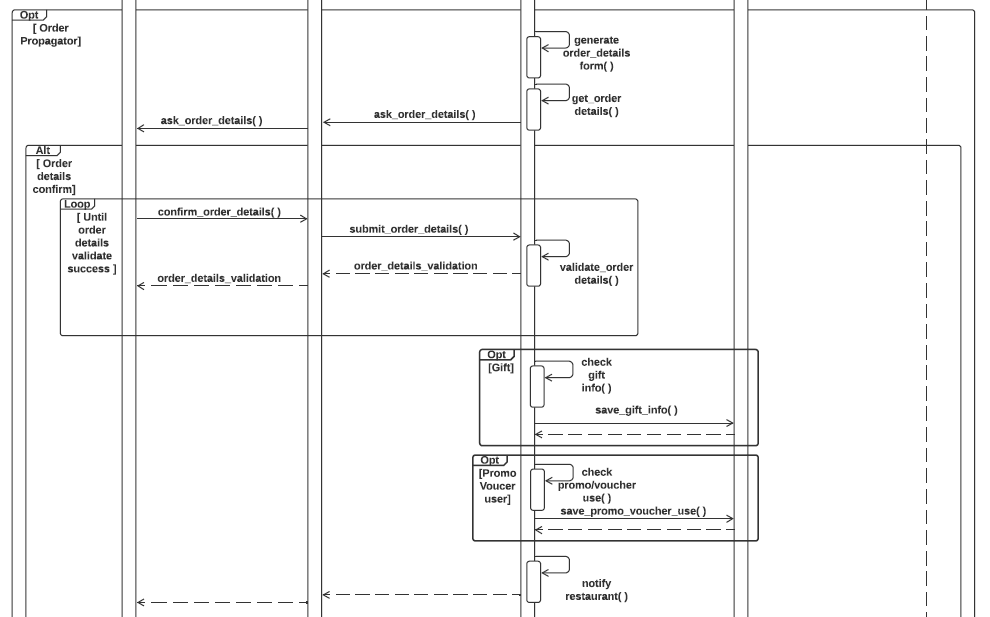 Opt
[ Order
Propagator]
generate
order_details
form( )
get_order
details( )
ask_order_details( )
ask_order_details( )
Alt
[ Order
details
confirm]
Loop
[ Until
order
details
validate
success ]
confirm_order_details( )
submit_order_details( )
validate_order
details( )
order_details_validation
order_details_validation
Opt
[Gift]
check
gift
info( )
save_gift_info( )
Opt
[Promo
Voucer
user]
check
promo/voucher
use( )
save_promo_voucher_use( )
notify
restaurant( )